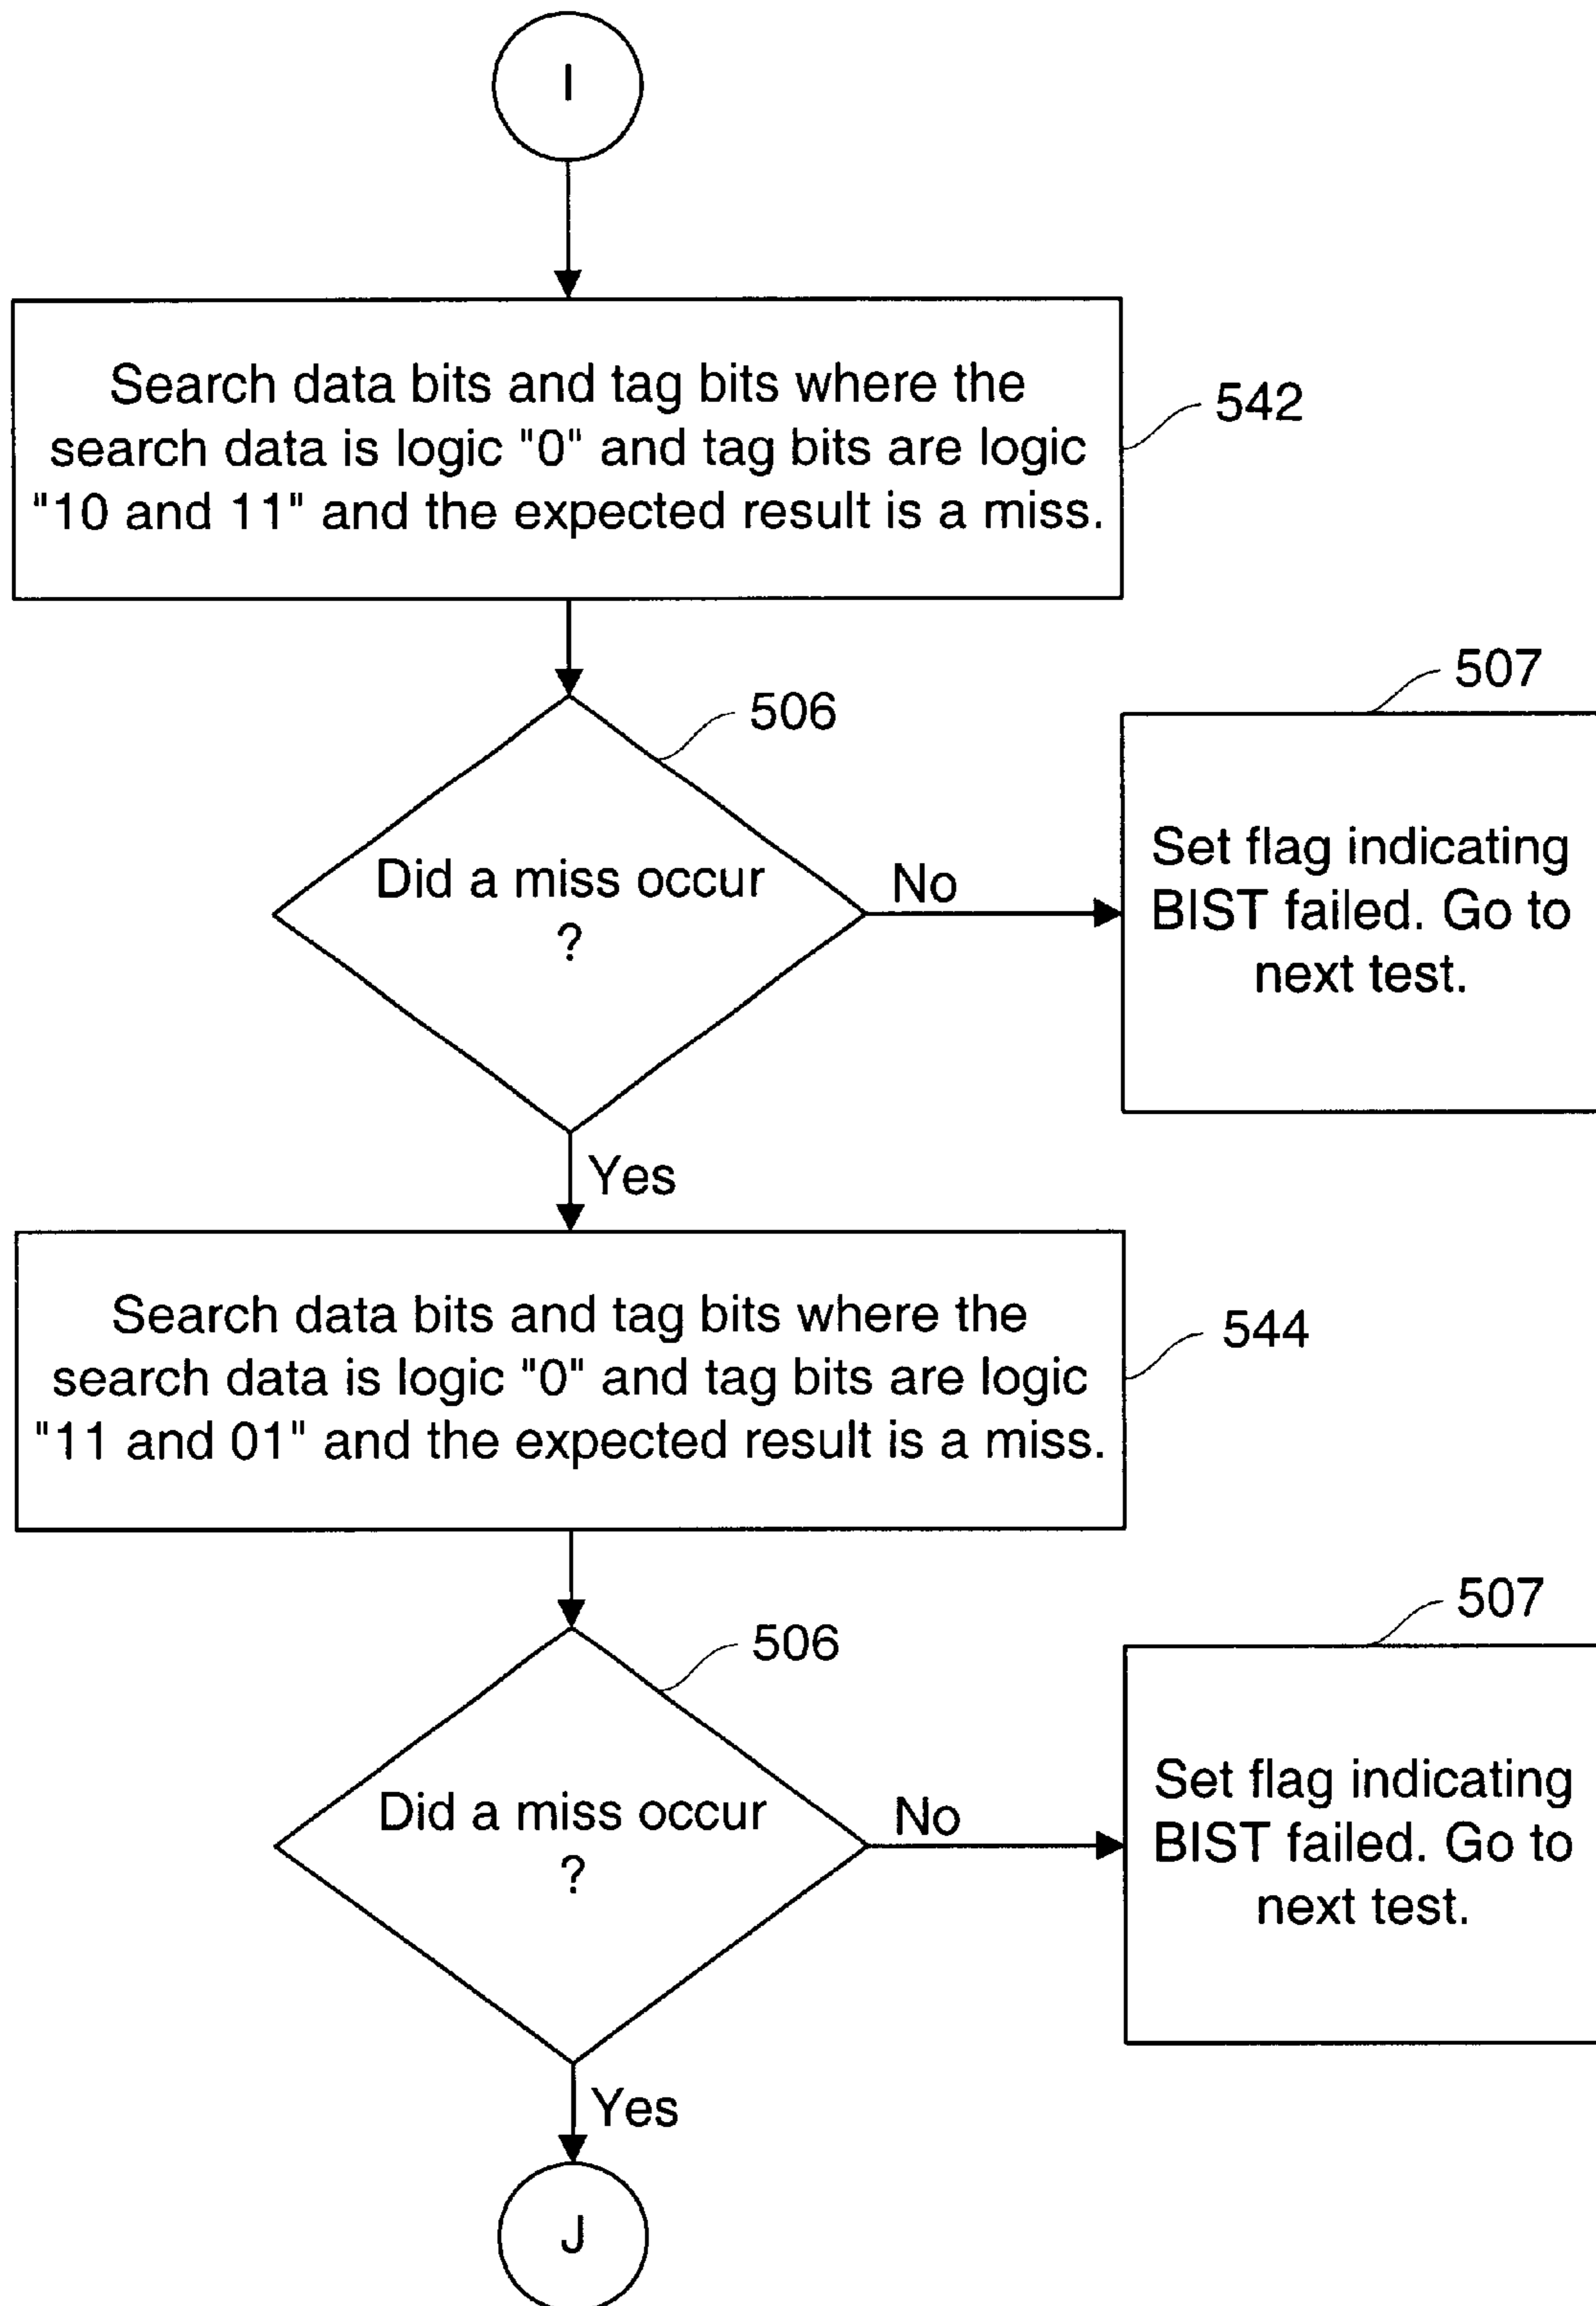 I
Search data bits and tag bits where the
search data is logic "0" and tag bits are logic
"10 and 11" and the expected result is a miss.
542
506
507
Did a miss occur
?
No
Set flag indicating
BIST failed. Go to
next test.
Yes
Search data bits and tag bits where the
search data is logic "0" and tag bits are logic
"11 and 01" and the expected result is a miss.
544
506
507
Did a miss occur
?
No
Set flag indicating
BIST failed. Go to
next test.
Yes
J